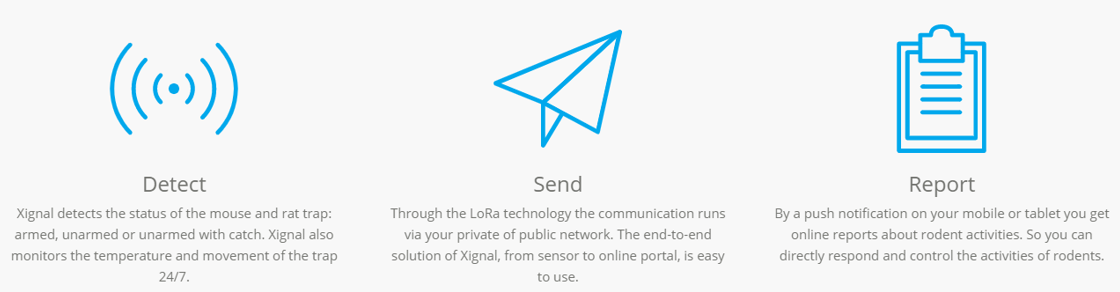 Detect
Xignal detects the status of the mouse and rat trap:
armed, unarmed or unarmed with catch. Xignal also
monitors the temperature and movement of the trap
24/7.
Send
Through the LoRa technology the communication runs
via your private of public network. The end-to-end
solution of Xignal, from sensor to online portal, is easy
to use.
Report
By a push notification on your mobile or tablet you get
online reports about rodent activities. So you can
directly respond and control the activities of rodents.